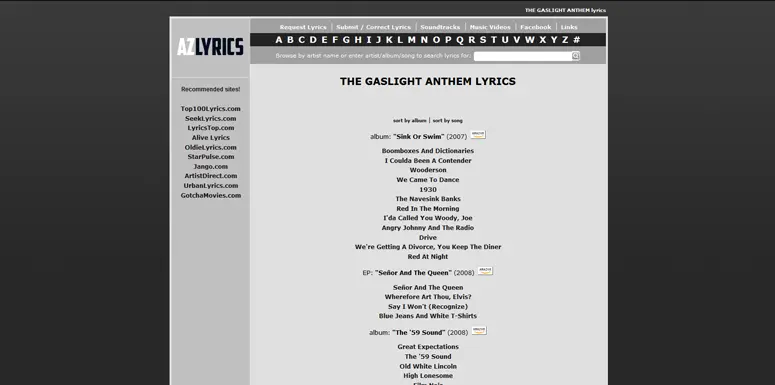 THE GASLIGHT ANTHEM lyrics
Request Lyrics | Submit / Correct Lyrics | Soundtracks | Music Videos | Facebook | Links
AZLYRICS
A B C D E F G H I J K L M N O P Q R S T U V W X Y Z #
Browse by artist name or enter artist/album/song to search lyrics for:
Recommended sites!
Top100Lyrics.com
SeekLyrics.com
LyricsTop.com
Alive Lyrics
OldieLyrics.com
StarPulse.com
Jango.com
ArtistDirect.com
UrbanLyrics.com
GotchaMovies.com
THE GASLIGHT ANTHEM LYRICS
sort by album | sort by song
album: "Sink Or Swim" (2007)
Boomboxes And Dictionaries
I Coulda Been A Contender
Wooderson
We Came To Dance
1930
The Navesink Banks
Red In The Morning
I'da Called You Woody, Joe
Angry Johnny And The Radio
Drive
We're Getting A Divorce, You Keep The Diner
Red At Night
EP: "Señor And The Queen" (2008)
Señor And The Queen
Wherefore Art Thou, Elvis?
Say I Won't (Recognize)
Blue Jeans And White T-Shirts
album: "The '59 Sound" (2008)
Great Expectations
The '59 Sound
Old White Lincoln
High Lonesome
Film Noir